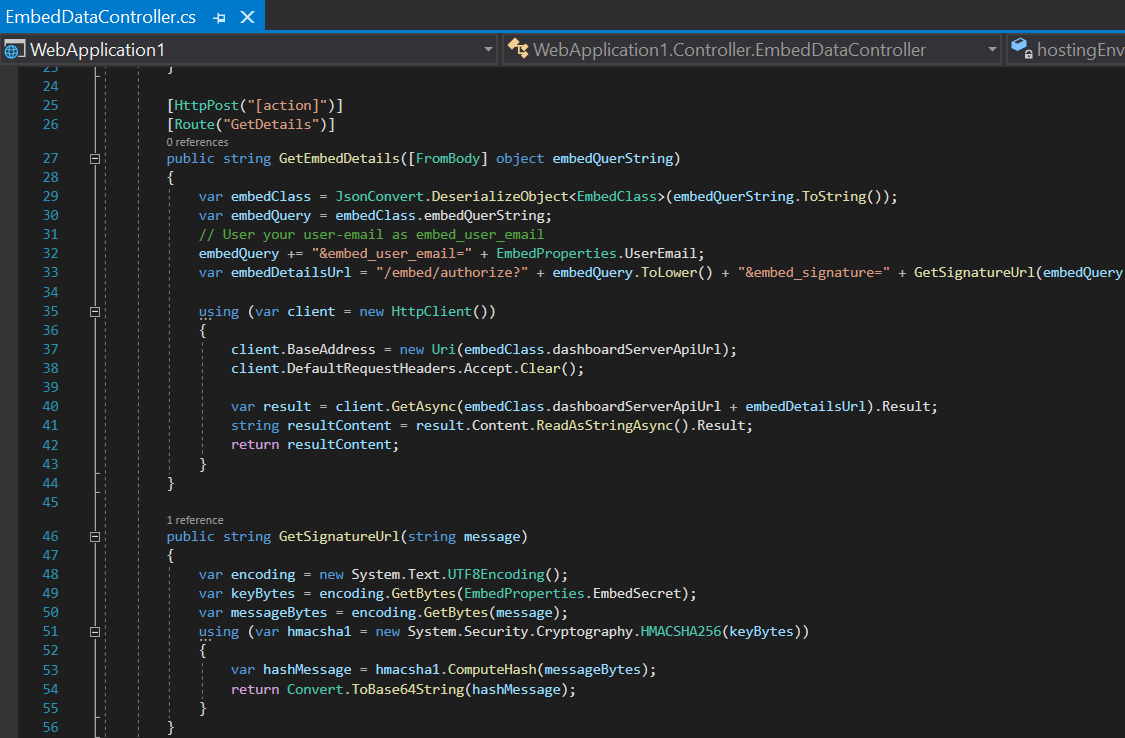 EmbedDataController.cs
WebApplication1 WebApplication1.Controller.EmbedDataController hostingEnv
23 }
24
25 [HttpPost("[action]")]
26 [Route("GetDetails")]
0 references
27 public string GetEmbedDetails([FromBody] object embedQuerString)
28 {
29 var embedClass = JsonConvert.DeserializeObject<EmbedClass>(embedQuerString.ToString());
30 var embedQuery = embedClass.embedQuerString;
31 // User your user-email as embed_user_email
32 embedQuery += "&embed_user_email=" + EmbedProperties.UserEmail;
33 var embedDetailsUrl = "/embed/authorize?" + embedQuery.ToLower() + "&embed_signature=" + GetSignatureUrl(embedQuery
34
35 using (var client = new HttpClient())
36 {
37 client.BaseAddress = new Uri(embedClass.dashboardServerApiUrl);
38 client.DefaultRequestHeaders.Accept.Clear();
39
40 var result = client.GetAsync(embedClass.dashboardServerApiUrl + embedDetailsUrl).Result;
41 string resultContent = result.Content.ReadAsStringAsync().Result;
42 return resultContent;
43 }
44 }
45
1 reference
46 public string GetSignatureUrl(string message)
47 {
48 var encoding = new System.Text.UTF8Encoding();
49 var keyBytes = encoding.GetBytes(EmbedProperties.EmbedSecret);
50 var messageBytes = encoding.GetBytes(message);
51 using (var hmacsha1 = new System.Security.Cryptography.HMACSHA256(keyBytes))
52 {
53 var hashMessage = hmacsha1.ComputeHash(messageBytes);
54 return Convert.ToBase64String(hashMessage);
55 }
56 }